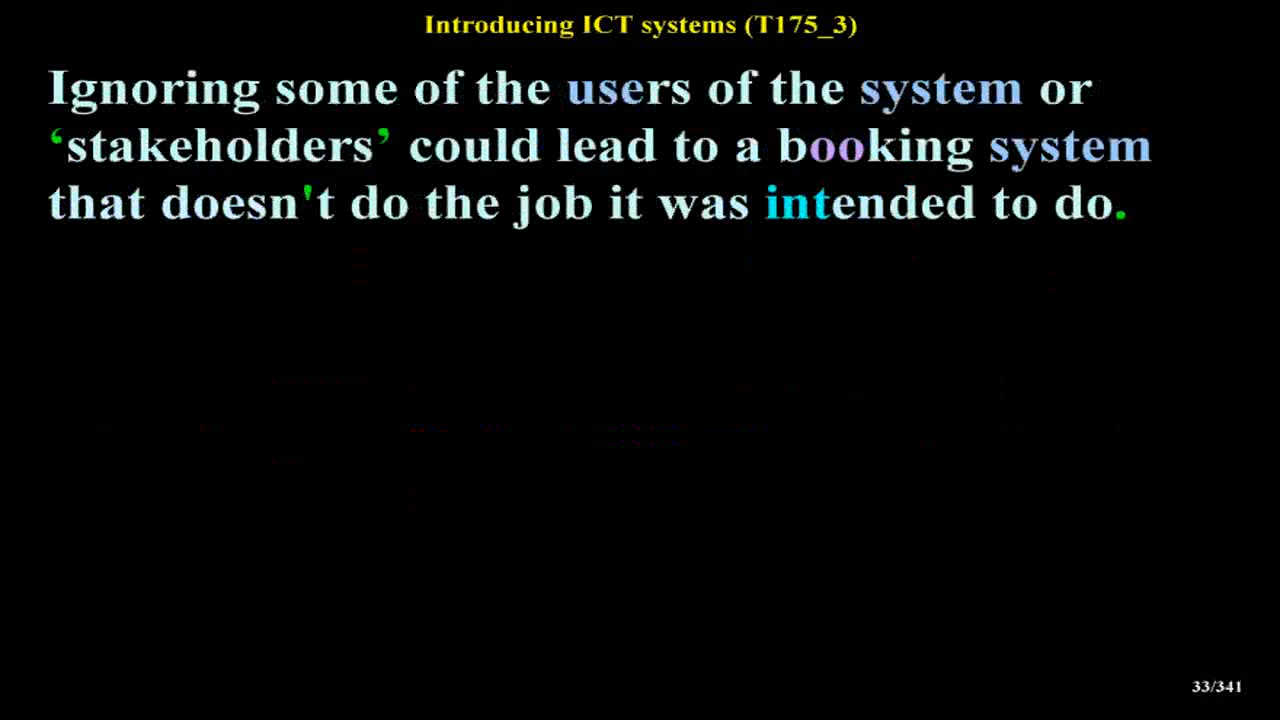 Introducing ICT systems (T175_3)
Ignoring some of the users of the system or
‘stakeholders’ could lead to a booking system
that doesn't do the job it was intended to do.
33/341